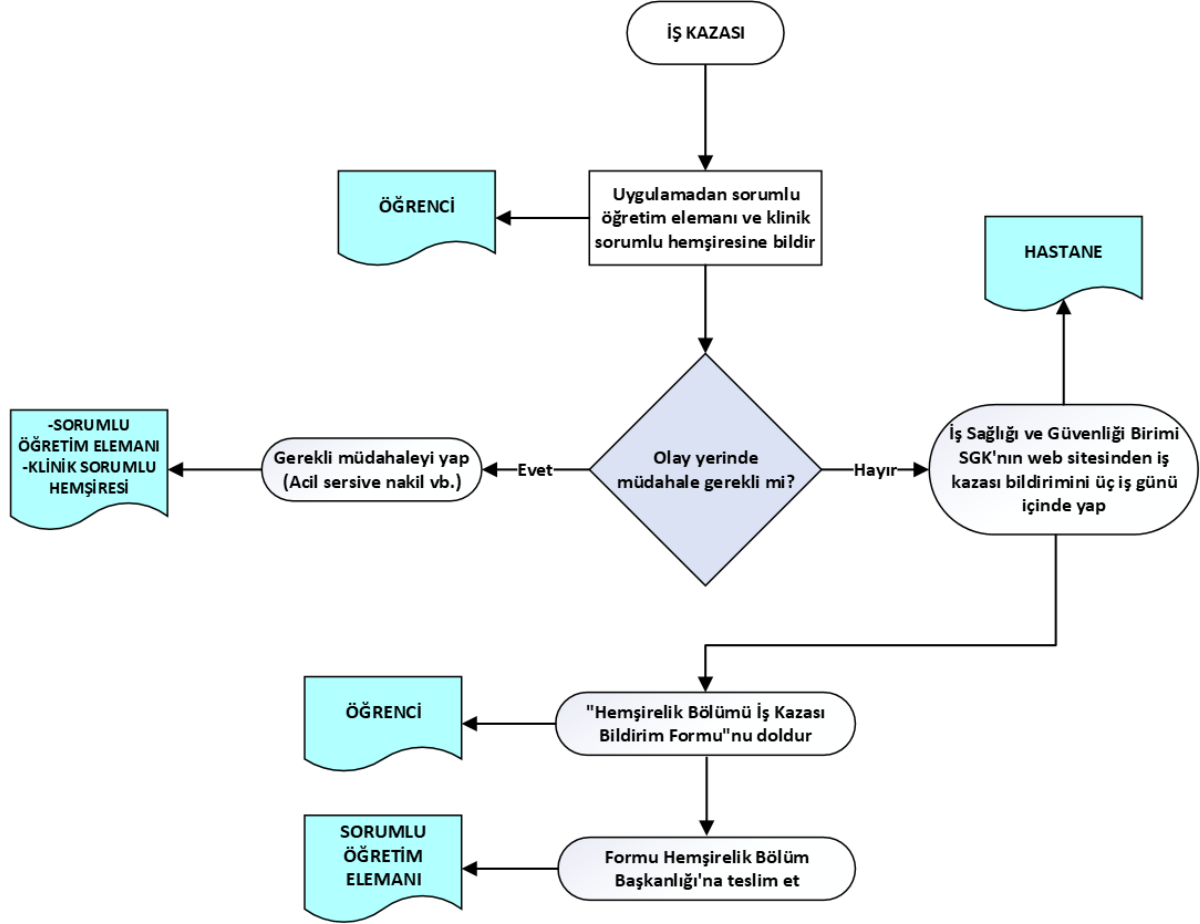 İŞ KAZASI
ÖĞRENCİ
Uygulamadan sorumlu
öğretim elemanı ve klinik
sorumlu hemşiresine bildir
HASTANE
-SORUMLU
ÖĞRETİM ELEMANI
-KLİNİK SORUMLU
HEMŞİRESİ
Gerekli müdahaleyi yap
(Acil sersive nakil vb.)
Evet
Olay yerinde
müdahale gerekli mi?
Hayır
İş Sağlığı ve Güvenliği Birimi
SGK'nın web sitesinden iş
kazası bildirimini üç iş günü
içinde yap
ÖĞRENCİ
"Hemşirelik Bölümü İş Kazası
Bildirim Formu"nu doldur
SORUMLU
ÖĞRETİM
ELEMANI
Formu Hemşirelik Bölüm
Başkanlığı'na teslim et